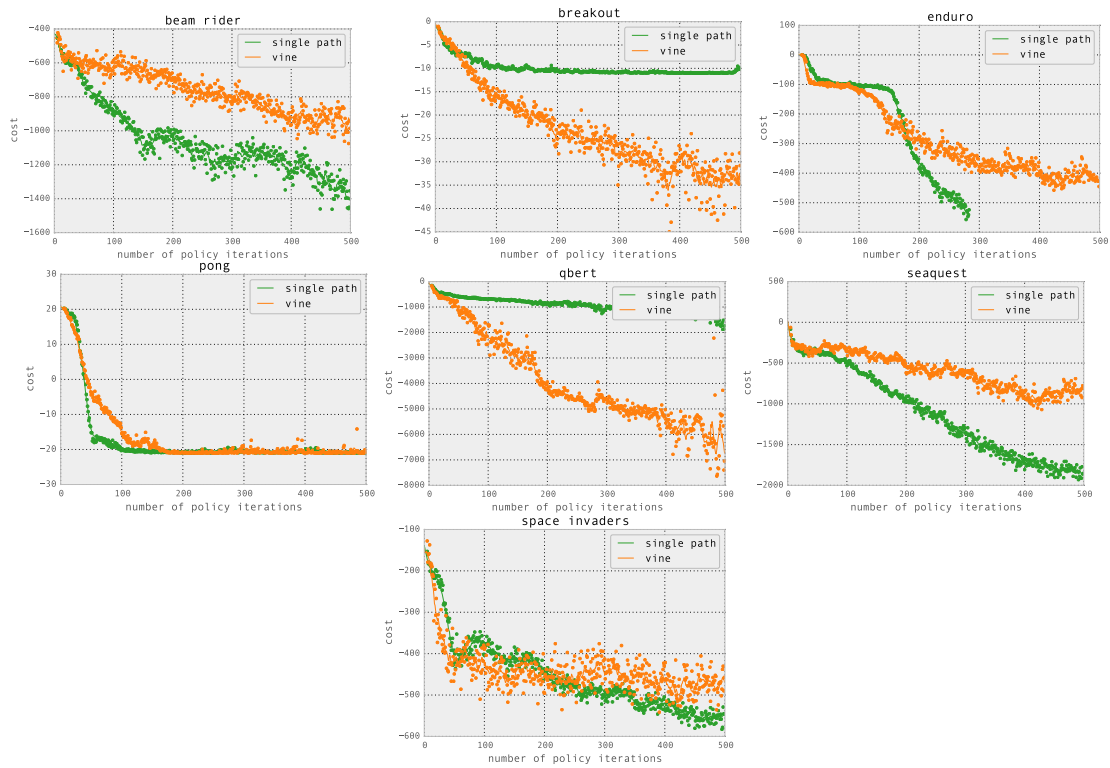 beam rider
single path
vine
−400
−600
−800
−1000
−1200
−1400
−1600
cost
0 100 200 300 400 500
number of policy iterations
breakout
single path
vine
0
−5
−10
−15
−20
−25
−30
−35
−40
−45
cost
0 100 200 300 400 500
number of policy iterations
enduro
single path
vine
100
0
−100
−200
−300
−400
−500
−600
cost
0 100 200 300 400 500
number of policy iterations
pong
single path
vine
30
20
10
0
−10
−20
−30
cost
0 100 200 300 400 500
number of policy iterations
qbert
single path
vine
0
−1000
−2000
−3000
−4000
−5000
−6000
−7000
−8000
cost
0 100 200 300 400 500
number of policy iterations
seaquest
single path
vine
500
0
−500
−1000
−1500
−2000
cost
0 100 200 300 400 500
number of policy iterations
space invaders
single path
vine
−100
−200
−300
−400
−500
−600
cost
0 100 200 300 400 500
number of policy iterations